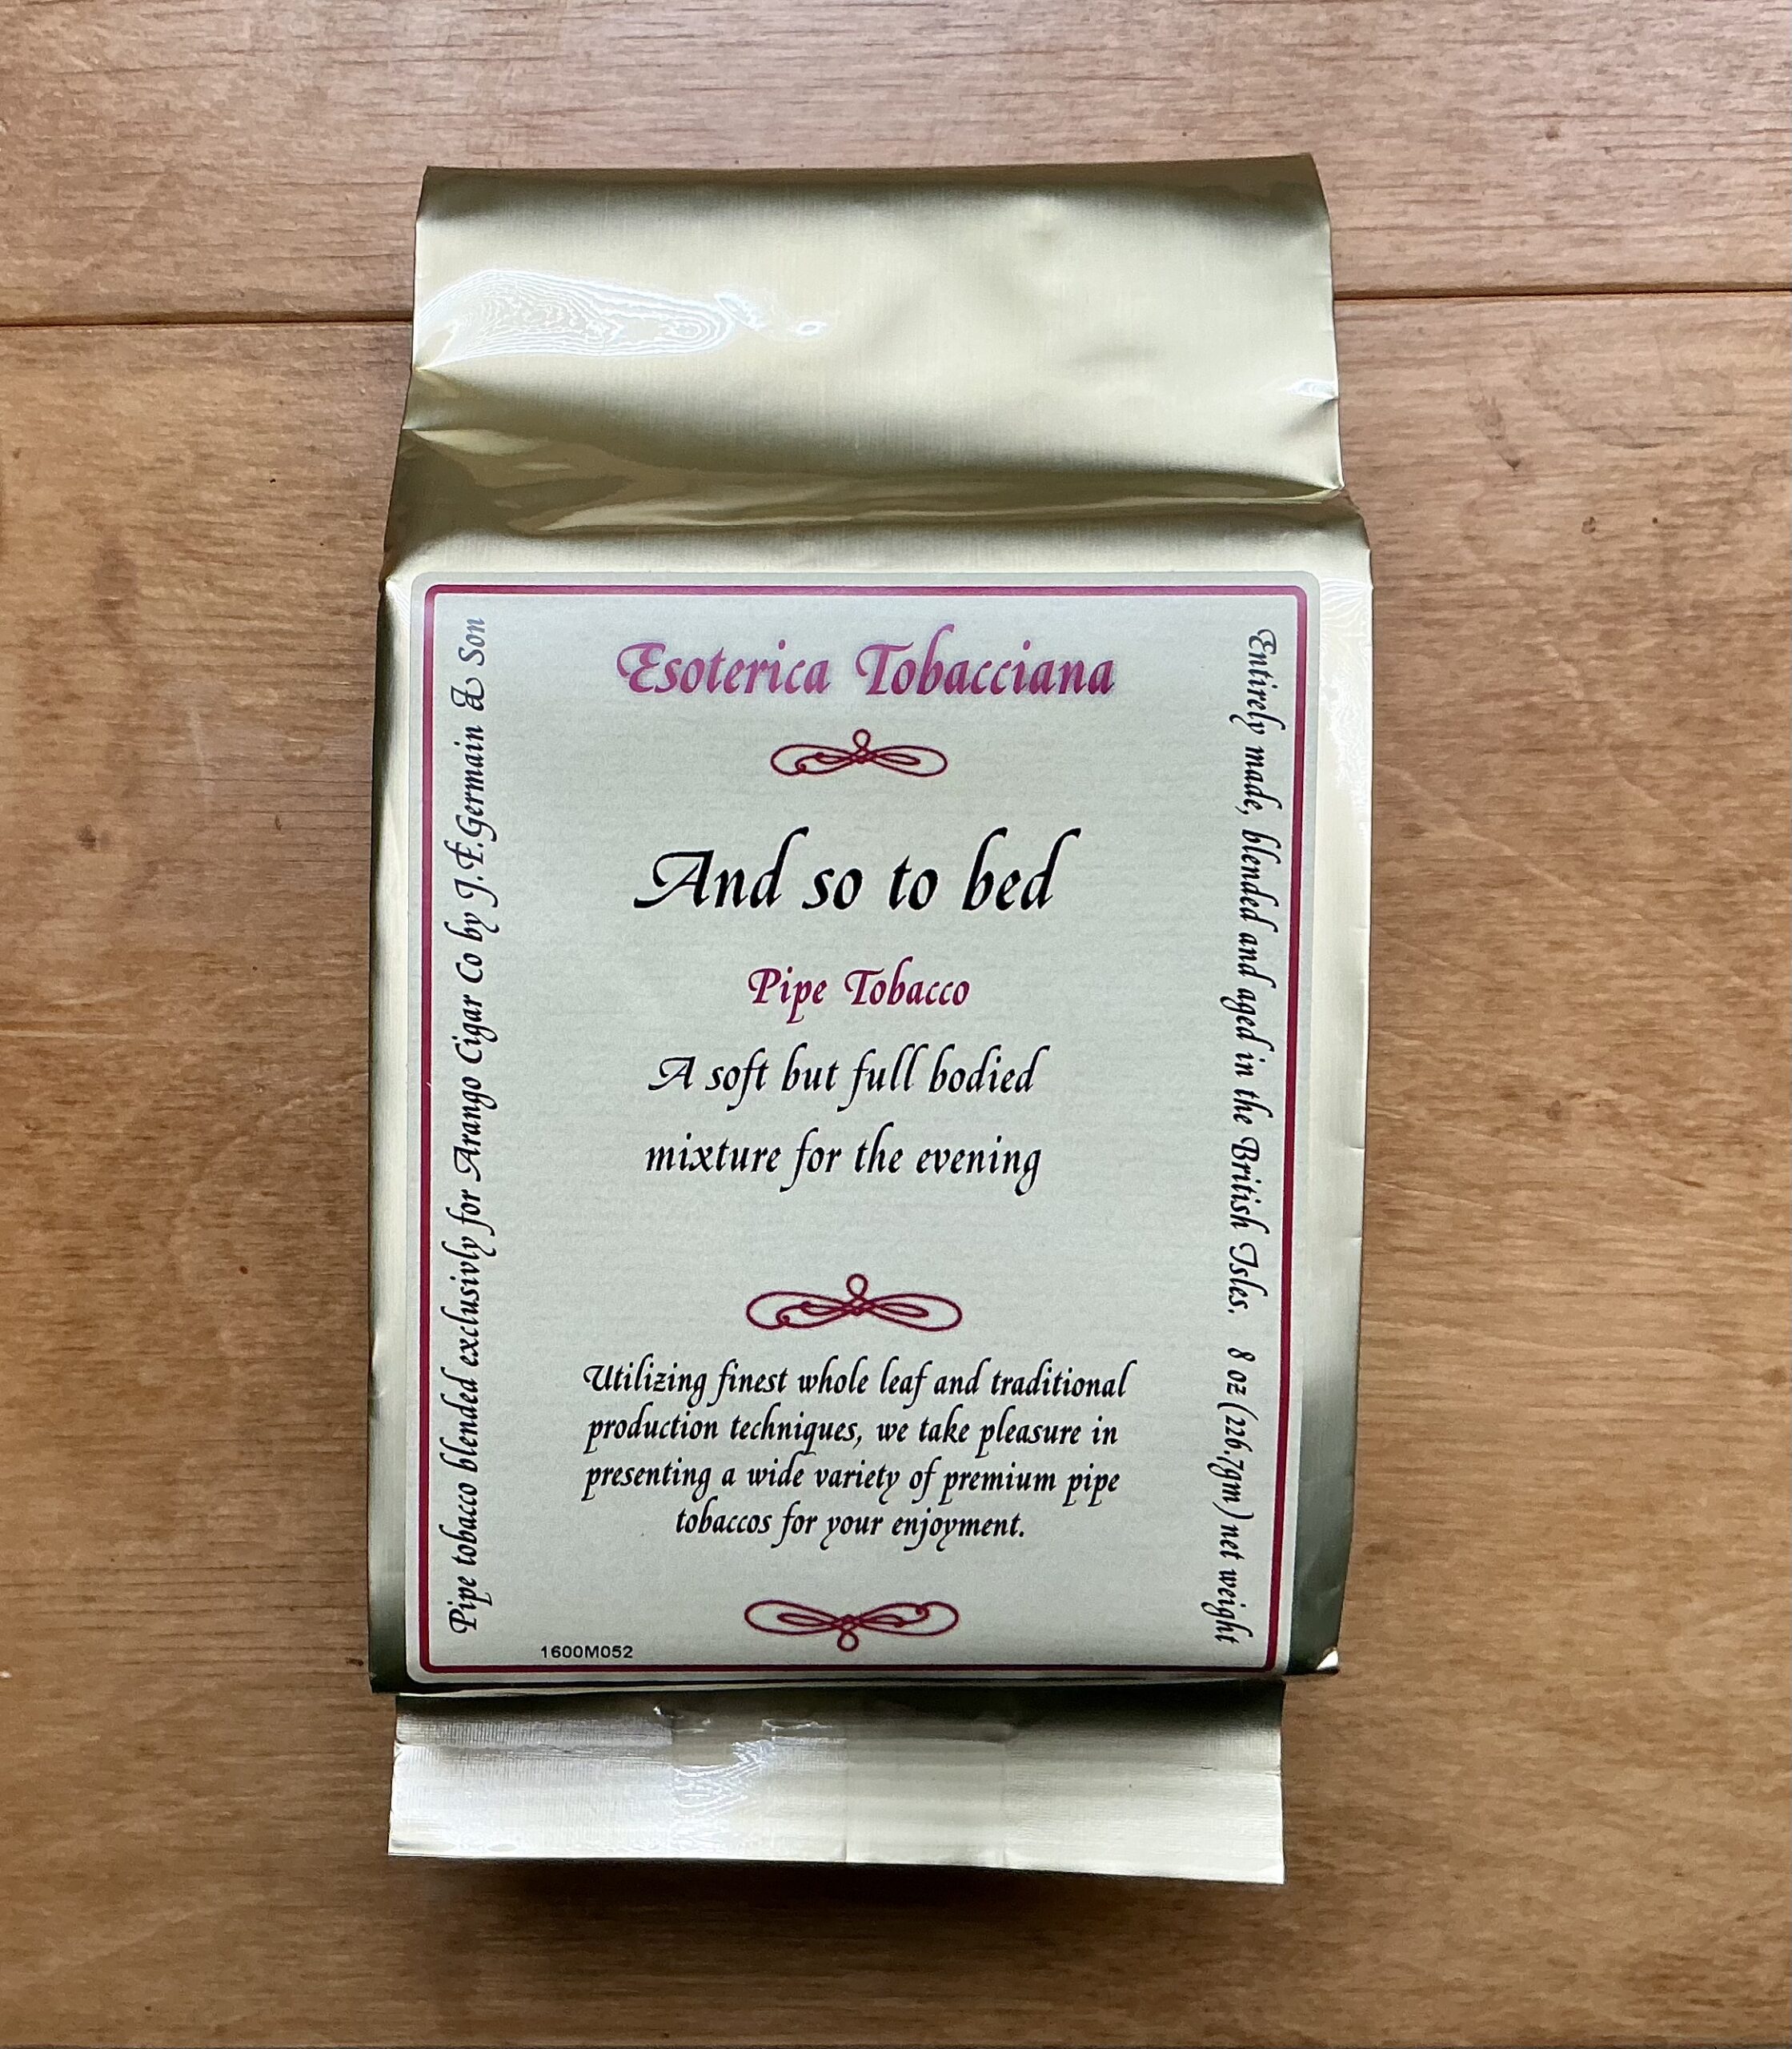 Esoterica Tobacciana
And so to bed
Pipe Tobacco
A soft but full bodied
mixture for the evening
Utilizing finest whole leaf and traditional
production techniques, we take pleasure in
presenting a wide variety of premium pipe
tobaccos for your enjoyment.
1600M052
Pipe tobacco blended exclusivly for Arango Cigar Co by J.F.Germain & Son
Entirely made, blended and aged in the British Isles. 8 oz (226.7gm) net weight